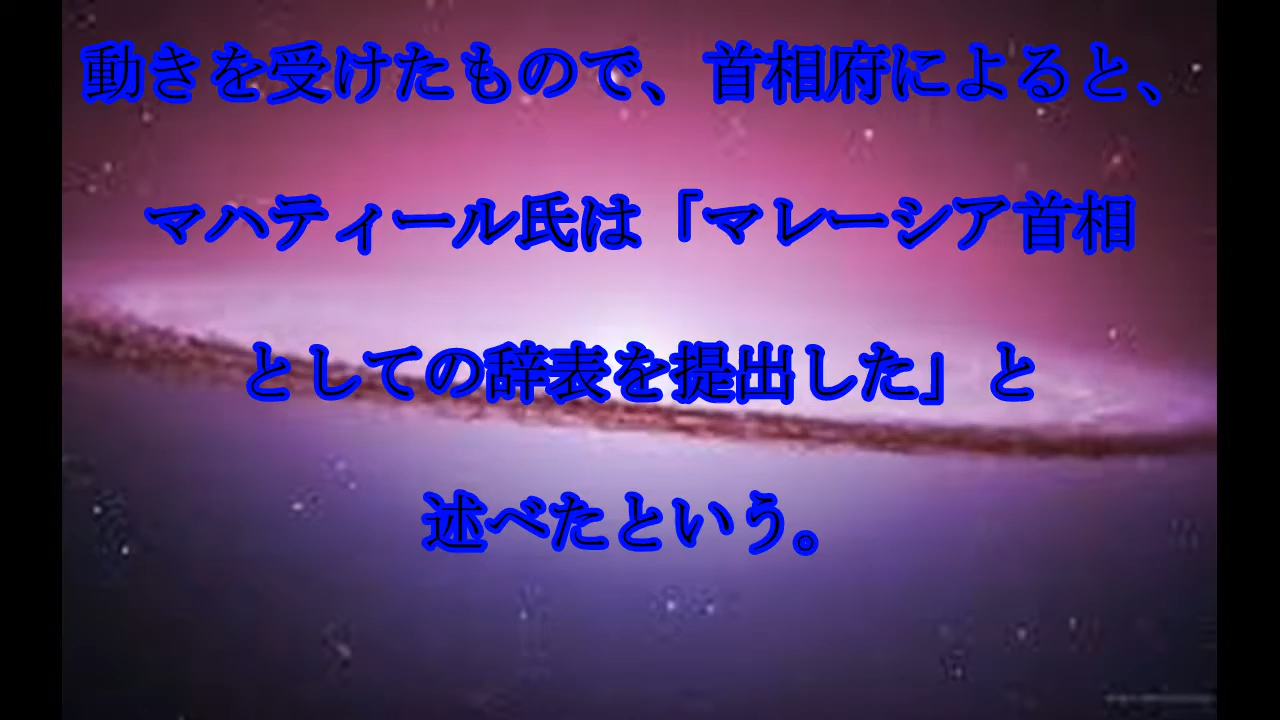 動きを受けたもので、首相府によると、
マハティール氏は「マレーシア首相
としての辞表を提出した」と
述べたという。